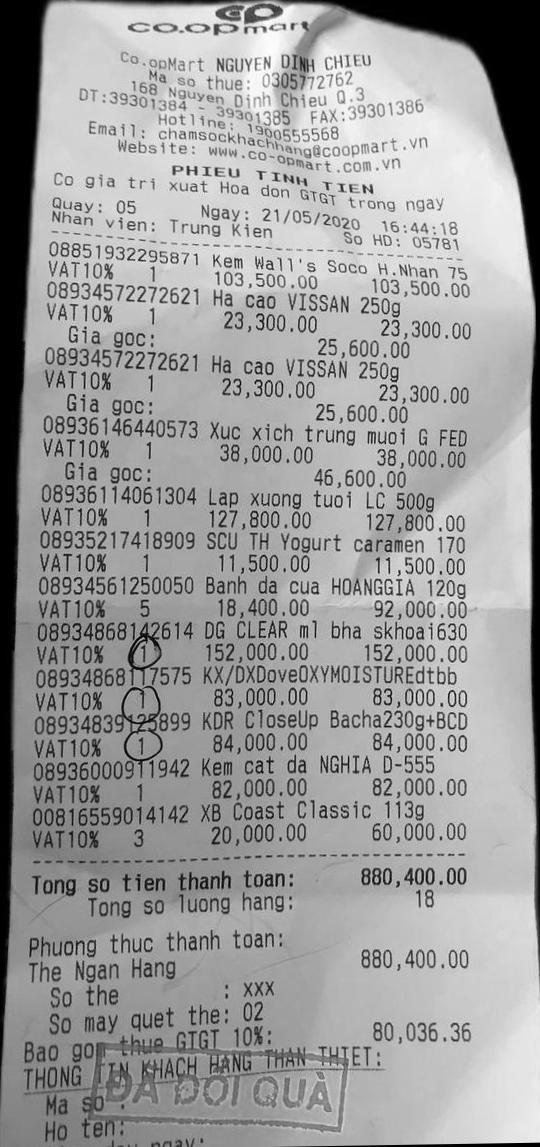 co.opmart
Co.opMart NGUYEN DINH CHIEU
Ma so thue: 0305772762
168 Nguyen Dinh Chieu Q.3
DT:39301384 - 39301385 FAX:39301386
Hotline: 1900555568
Email: chamsockhachhang@coopmart.vn
Website: www.co-opmart.com.vn
PHIEU TINH TIEN
Co gia tri xuat Hoa don GTGT trong ngay
Quay: 05 Ngay: 21/05/2020 16:44:18
Nhan vien: Trung Kien So HD: 05781
08851932295871 Kem Wall's Soco H.Nhan 75
VAT10% 1 103,500.00 103,500.00
08934572272621 Ha cao VISSAN 250g
VAT10% 1 23,300.00 23,300.00
Gia goc: 25,600.00
08934572272621 Ha cao VISSAN 250g
VAT10% 1 23,300.00 23,300.00
Gia goc: 25,600.00
08936146440573 Xuc xich trung muoi G FED
VAT10% 1 38,000.00 38,000.00
Gia goc: 46,600.00
08936114061304 Lap xuong tuoi LC 500g
VAT10% 1 127,800.00 127,800.00
08935217418909 SCU TH Yogurt caramen 170
VAT10% 1 11,500.00 11,500.00
08934561250050 Banh da cua HOANGGIA 120g
VAT10% 5 18,400.00 92,000.00
08934868142614 DG CLEAR ml bha skhoai630
VAT10% 1 152,000.00 152,000.00
08934868117575 KX/DXDoveOXYMOISTUREdtbb
VAT10% 1 83,000.00 83,000.00
08934839125899 KDR CloseUp Bacha230g+BCD
VAT10% 1 84,000.00 84,000.00
08936000911942 Kem cat da NGHIA D-555
VAT10% 1 82,000.00 82,000.00
00816559014142 XB Coast Classic 113g
VAT10% 3 20,000.00 60,000.00
Tong so tien thanh toan: 880,400.00
Tong so luong hang: 18
Phuong thuc thanh toan:
The Ngan Hang 880,400.00
So the : xxx
So may quet the: 02
Bao gom thue GTGT 10%: 80,036.36
THONG TIN KHACH HANG THAN THIET:
ĐÃ ĐỔI QUÀ
Ma so :
Ho ten: